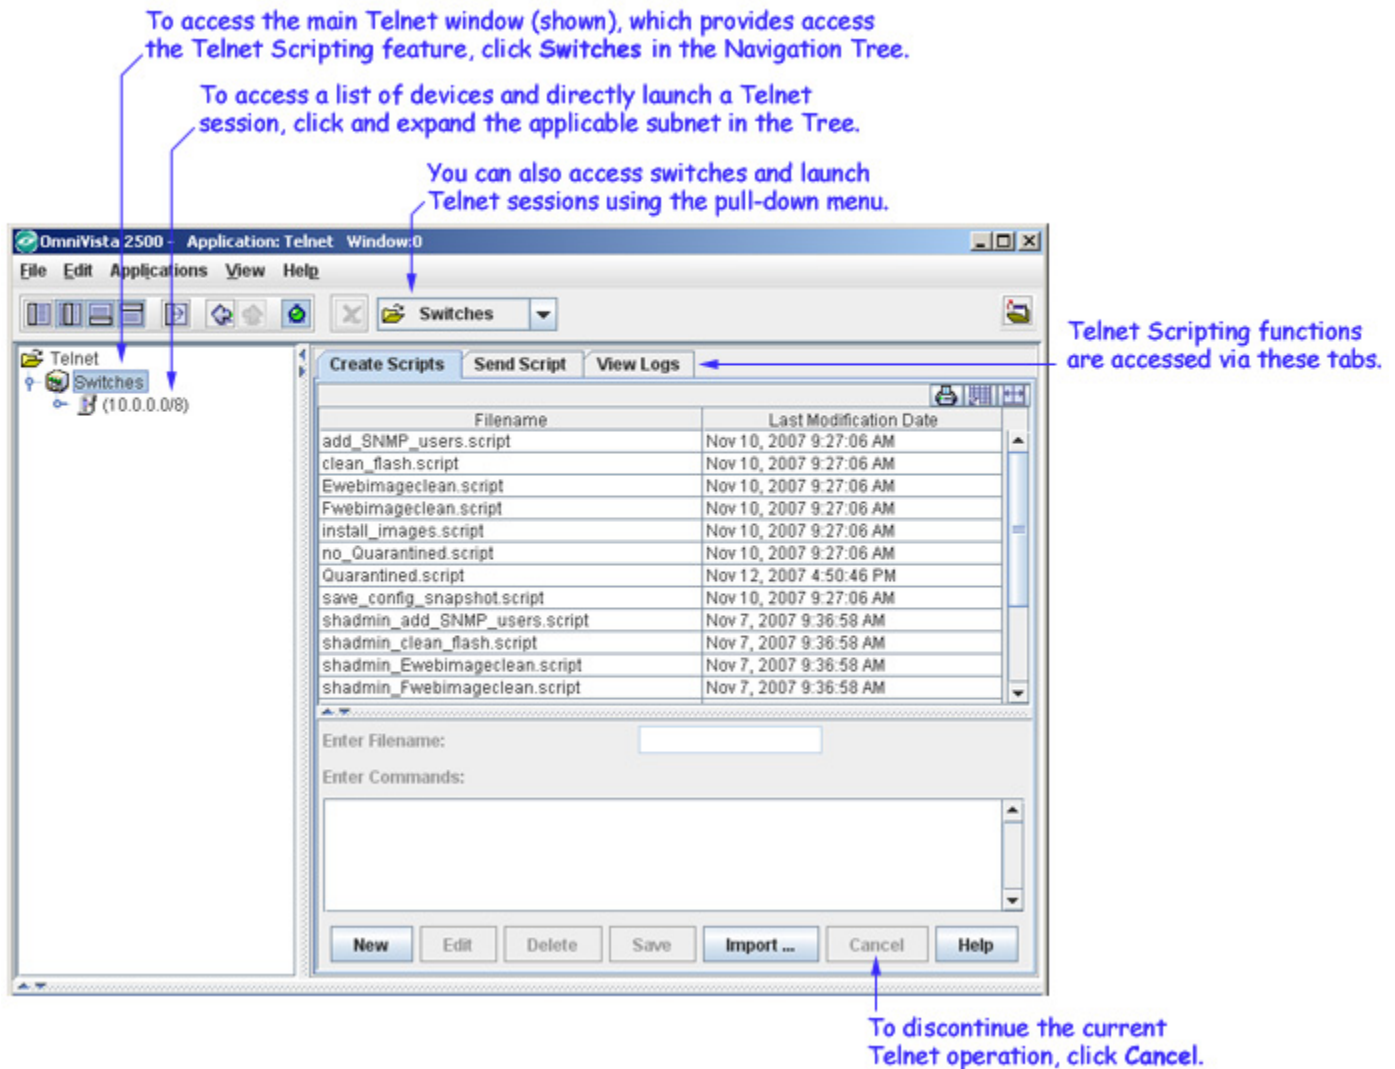 To access the main Telnet window (shown), which provides access
the Telnet Scripting feature, click Switches in the Navigation Tree.
To access a list of devices and directly launch a Telnet
session, click and expand the applicable subnet in the Tree.
You can also access switches and launch
Telnet sessions using the pull-down menu.
OmniVista 2500 - Application: Telnet Window:0
File Edit Applications View Help
Switches
Telnet Scripting functions
are accessed via these tabs.
Telnet
Switches
(10.0.0.0/8)
Create Scripts Send Script View Logs
Filename Last Modification Date
add_SNMP_users.script Nov 10, 2007 9:27:06 AM
clean_flash.script Nov 10, 2007 9:27:06 AM
Ewebimageclean.script Nov 10, 2007 9:27:06 AM
Fwebimageclean.script Nov 10, 2007 9:27:06 AM
install_images.script Nov 10, 2007 9:27:06 AM
no_Quarantined.script Nov 10, 2007 9:27:06 AM
Quarantined.script Nov 12, 2007 4:50:46 PM
save_config_snapshot.script Nov 10, 2007 9:27:06 AM
shadmin_add_SNMP_users.script Nov 7, 2007 9:36:58 AM
shadmin_clean_flash.script Nov 7, 2007 9:36:58 AM
shadmin_Ewebimageclean.script Nov 7, 2007 9:36:58 AM
shadmin_Fwebimageclean.script Nov 7, 2007 9:36:58 AM
Enter Filename:
Enter Commands:
New Edit Delete Save Import ... Cancel Help
To discontinue the current
Telnet operation, click Cancel.